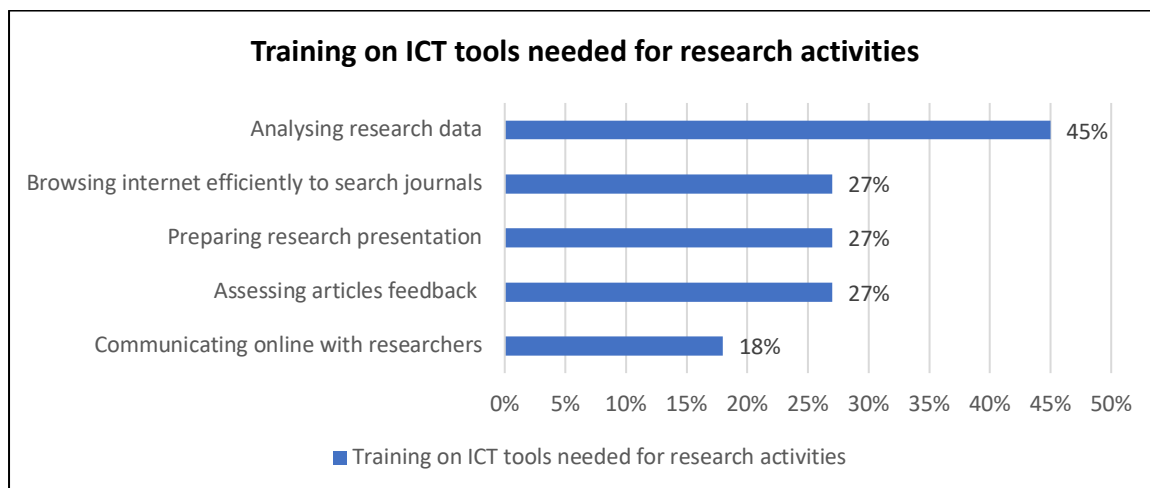 Training on ICT tools needed for research activities
Analysing research data
45%
Browsing internet efficiently to search journals
27%
Preparing research presentation
27%
Assessing articles feedback
27%
Communicating online with researchers
18%
0% 5% 10% 15% 20% 25% 30% 35% 40% 45% 50%
Training on ICT tools needed for research activities